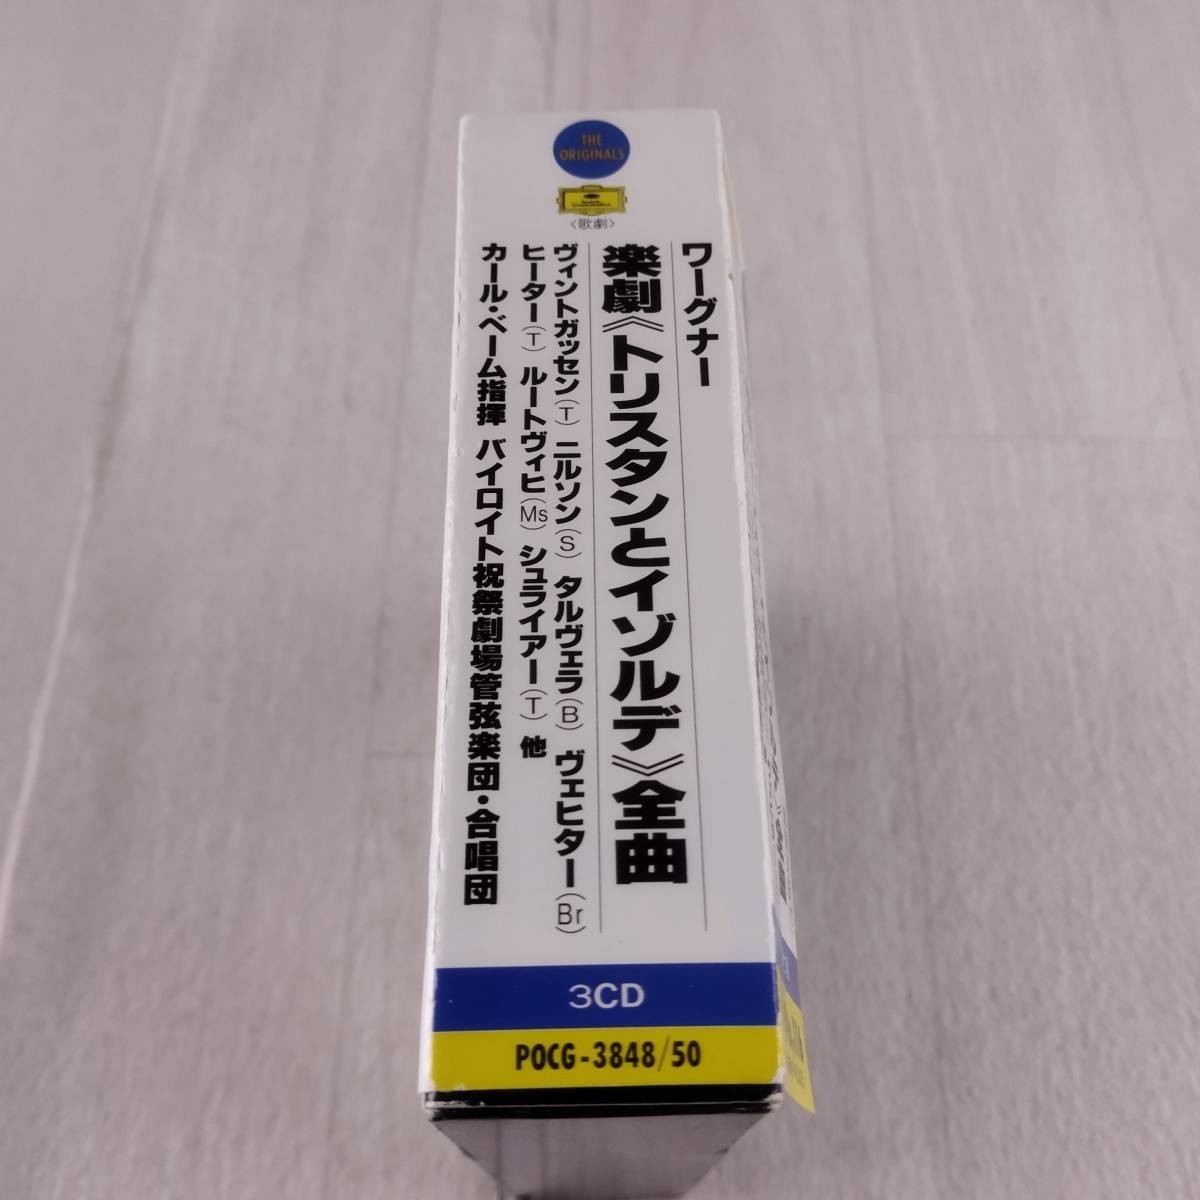 THE
ORIGINALS
Deutsche
Grammophon
〈歌劇〉
ワーグナー
楽劇《トリスタンとイゾルデ》全曲
ヴィントガッセン(T) ニルソン(S) タルヴェラ(B) ヴェヒター(Br)
ヒーター(T) ルートヴィヒ(Ms) シュライアー(T) 他
カール・ベーム指揮 バイロイト祝祭劇場管弦楽団・合唱団
3CD
POCG-3848/50